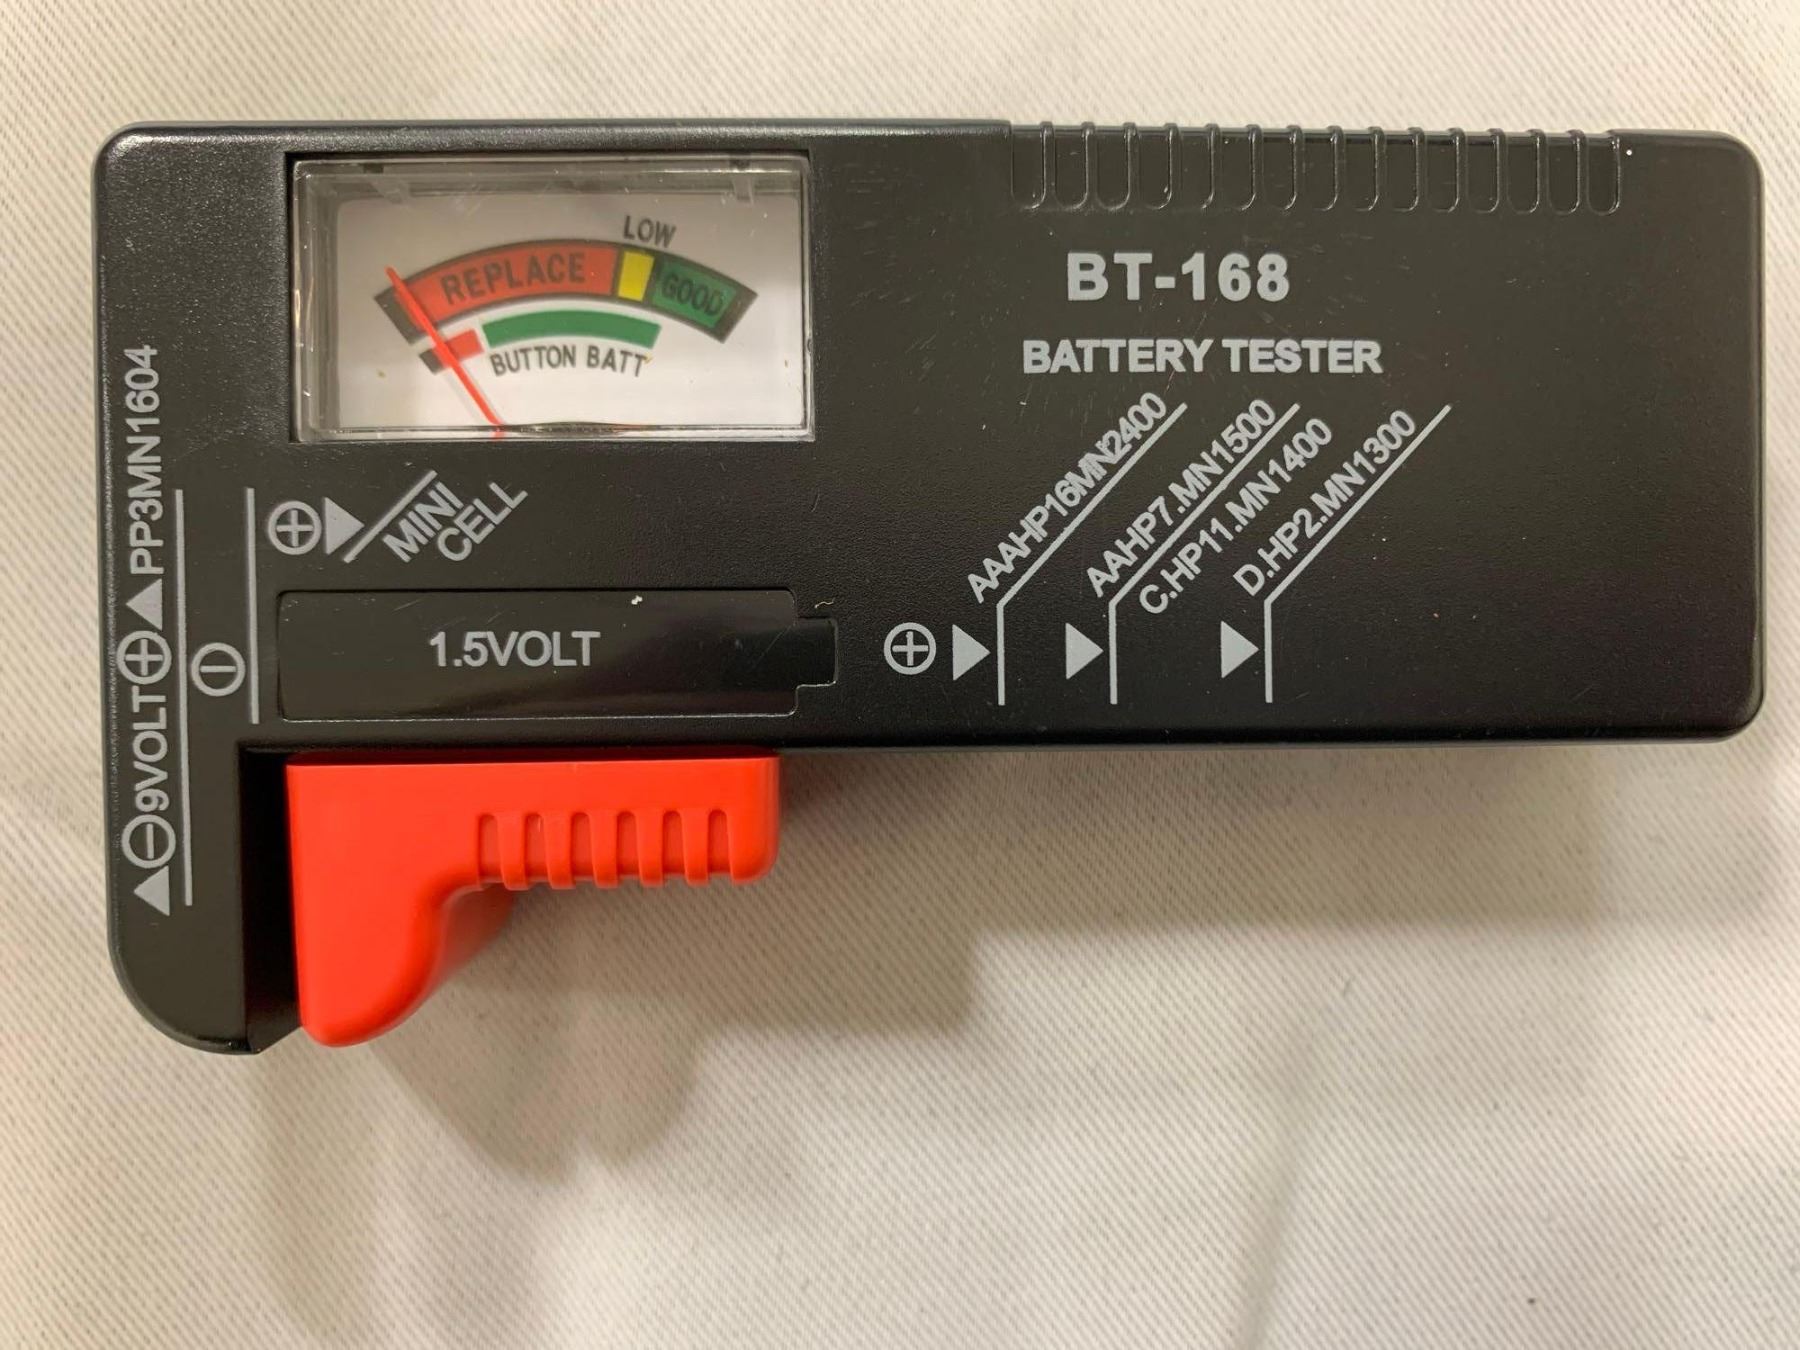 LOW
REPLACE
GOOD
BUTTON BATT
BT-168
BATTERY TESTER
AAAHP16MN2400
AAHP7.MN1500
C.HP11.MN1400
D.HP2.MN1300
⊕
MINI
CELL
1.5VOLT
⊕
⊖
▲⊖9VOLT⊕▲PP3MN1604